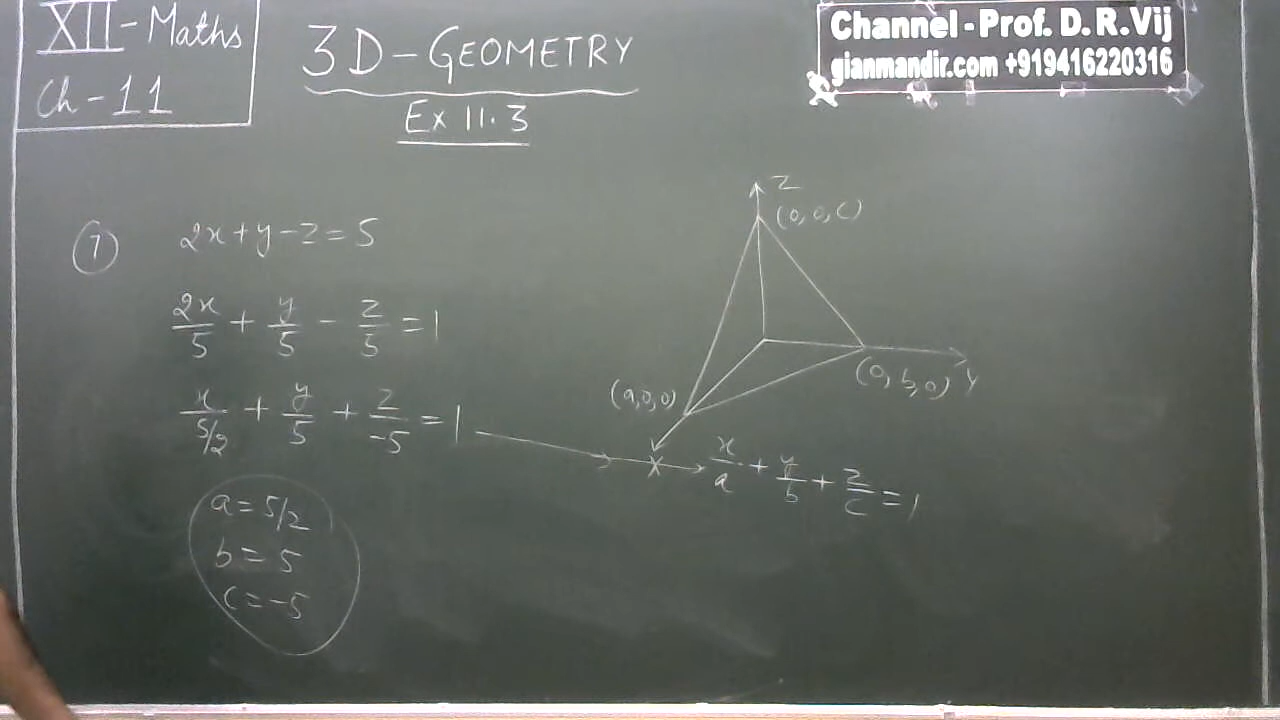 XII - Maths
Ch - 11
3D - GEOMETRY
Ex 11.3
Channel - Prof. D. R. Vij
gianmandir.com +919416220316
7
2x + y - z = 5
2x/5 + y/5 - z/5 = 1
x/5/2 + y/5 + z/-5 = 1
a = 5/2
b = 5
c = -5
Z
(0, 0, C)
(a, 0, 0)
(0, b, 0) Y
X
x/a + y/b + z/c = 1